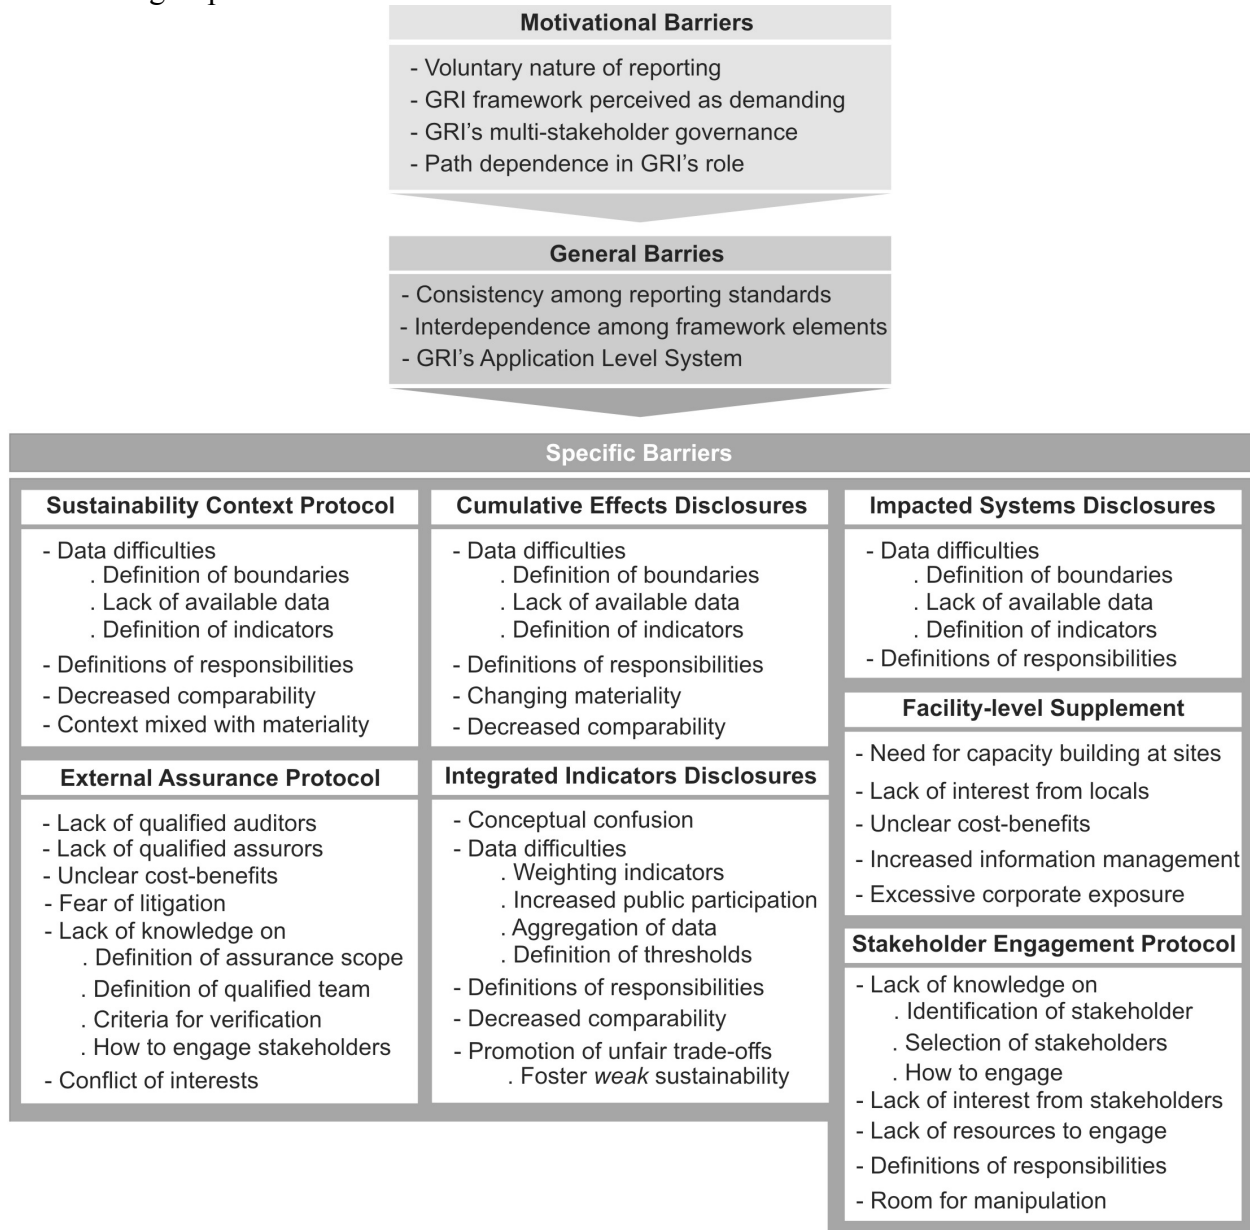 Motivational Barriers
- Voluntary nature of reporting
- GRI framework perceived as demanding
- GRI's multi-stakeholder governance
- Path dependence in GRI's role
General Barries
- Consistency among reporting standards
- Interdependence among framework elements
- GRI's Application Level System
Specific Barriers
Sustainability Context Protocol
- Data difficulties
. Definition of boundaries
. Lack of available data
. Definition of indicators
- Definitions of responsibilities
- Decreased comparability
- Context mixed with materiality
External Assurance Protocol
- Lack of qualified auditors
- Lack of qualified assurors
- Unclear cost-benefits
- Fear of litigation
- Lack of knowledge on
. Definition of assurance scope
. Definition of qualified team
. Criteria for verification
. How to engage stakeholders
- Conflict of interests
Cumulative Effects Disclosures
- Data difficulties
. Definition of boundaries
. Lack of available data
. Definition of indicators
- Definitions of responsibilities
- Changing materiality
- Decreased comparability
Integrated Indicators Disclosures
- Conceptual confusion
- Data difficulties
. Weighting indicators
. Increased public participation
. Aggregation of data
. Definition of thresholds
- Definitions of responsibilities
- Decreased comparability
- Promotion of unfair trade-offs
. Foster weak sustainability
Impacted Systems Disclosures
- Data difficulties
. Definition of boundaries
. Lack of available data
. Definition of indicators
- Definitions of responsibilities
Facility-level Supplement
- Need for capacity building at sites
- Lack of interest from locals
- Unclear cost-benefits
- Increased information management
- Excessive corporate exposure
Stakeholder Engagement Protocol
- Lack of knowledge on
. Identification of stakeholder
. Selection of stakeholders
. How to engage
- Lack of interest from stakeholders
- Lack of resources to engage
- Definitions of responsibilities
- Room for manipulation